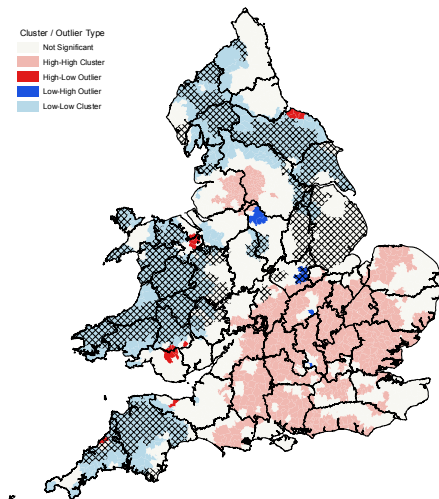 Cluster / Outlier Type
Not Significant
High-High Cluster
High-Low Outlier
Low-High Outlier
Low-Low Cluster